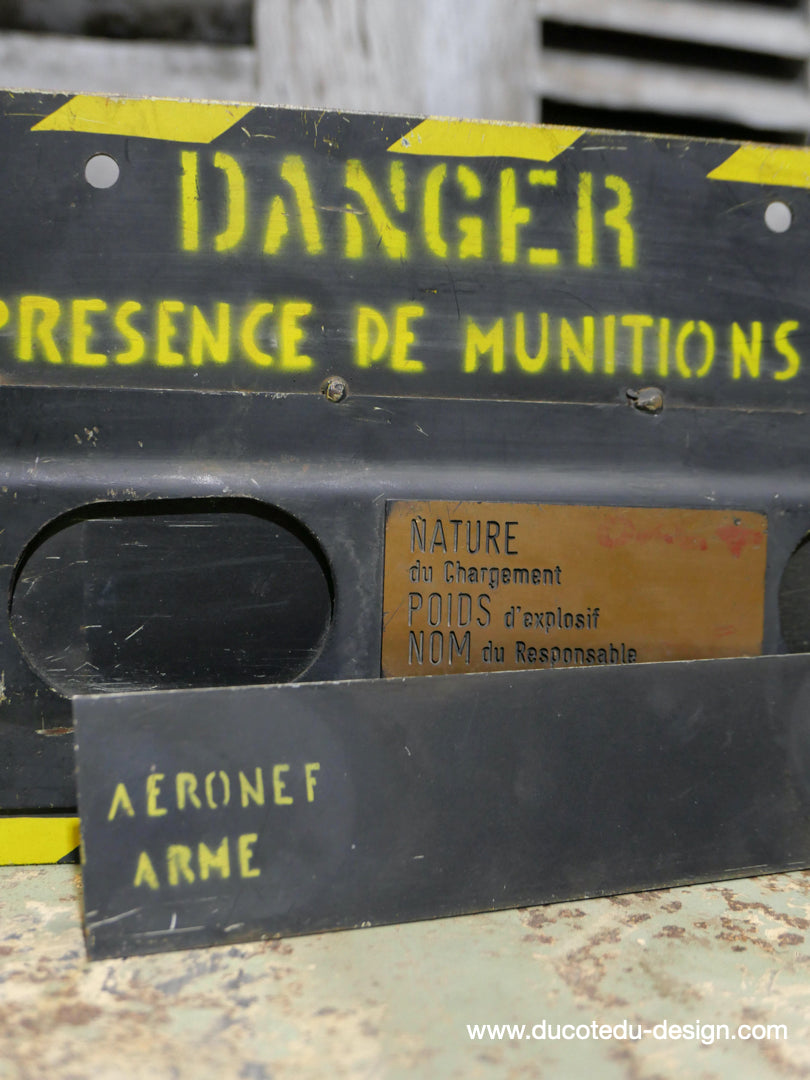 DANGER
PRESENCE DE MUNITIONS
NATURE
du Chargement
POIDS d'explosif
NOM du Responsable
AÉRONEF
ARME
www.ducotedu-design.com